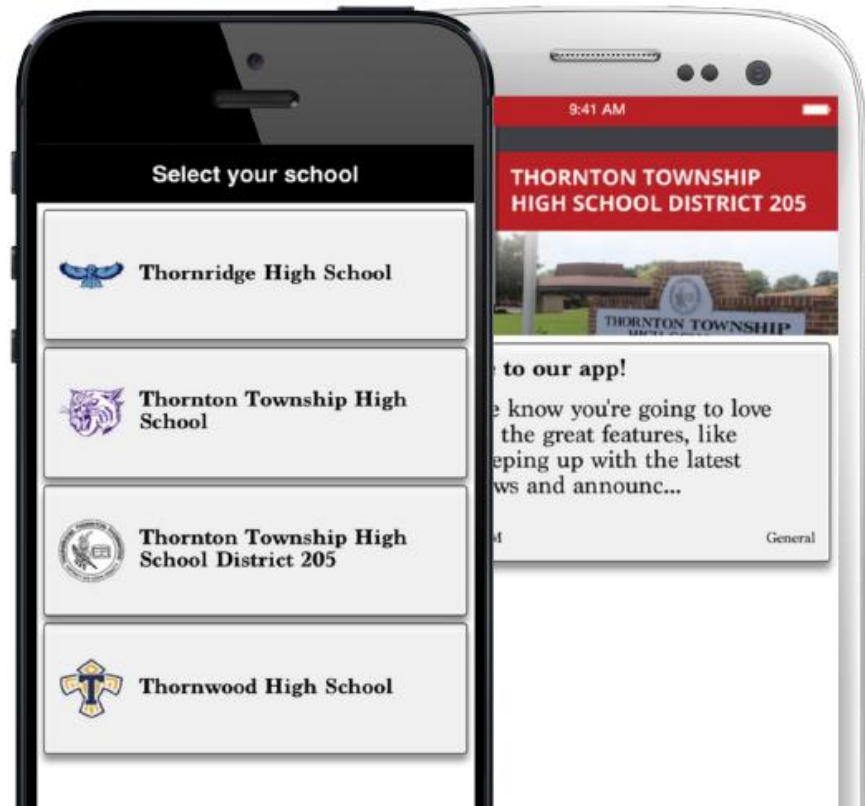 Select your school
Thornridge High School
Thornton Township High
School
Thornton Township High
School District 205
T
Thornwood High School
9:41 AM
THORNTON TOWNSHIP
HIGH SCHOOL DISTRICT 205
THORNTON TOWNSHIP
to our app!
know you're going to love
the great features, like
eping up with the latest
ws and announc...
M
General